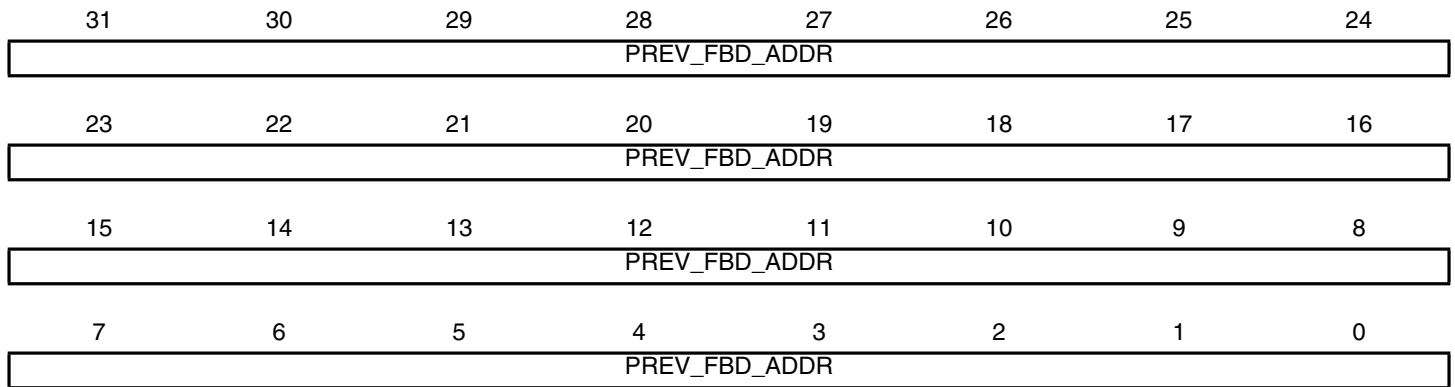 31 30 29 28 27 26 25 24
PREV_FBD_ADDR
23 22 21 20 19 18 17 16
PREV_FBD_ADDR
15 14 13 12 11 10 9 8
PREV_FBD_ADDR
7 6 5 4 3 2 1 0
PREV_FBD_ADDR